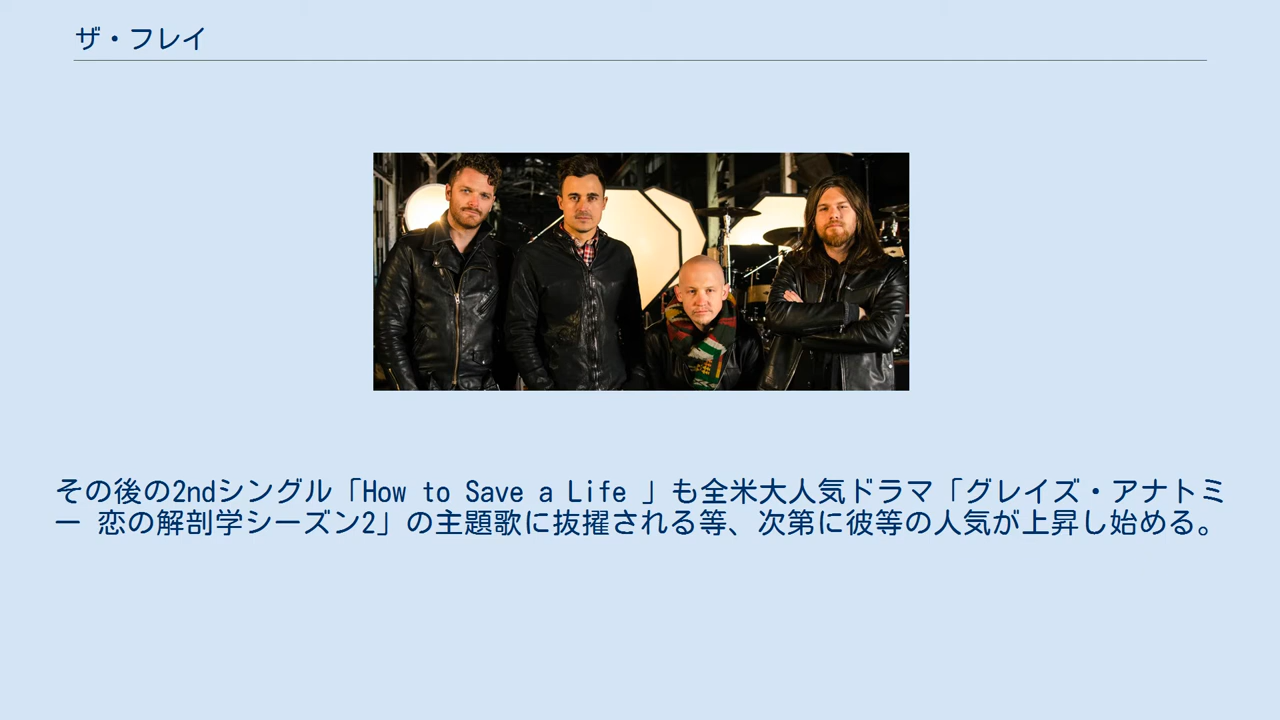 ザ・フレイ
その後の2ndシングル「How to Save a Life 」も全米大人気ドラマ「グレイズ・アナトミ
ー 恋の解剖学シーズン2」の主題歌に抜擢される等、次第に彼等の人気が上昇し始める。